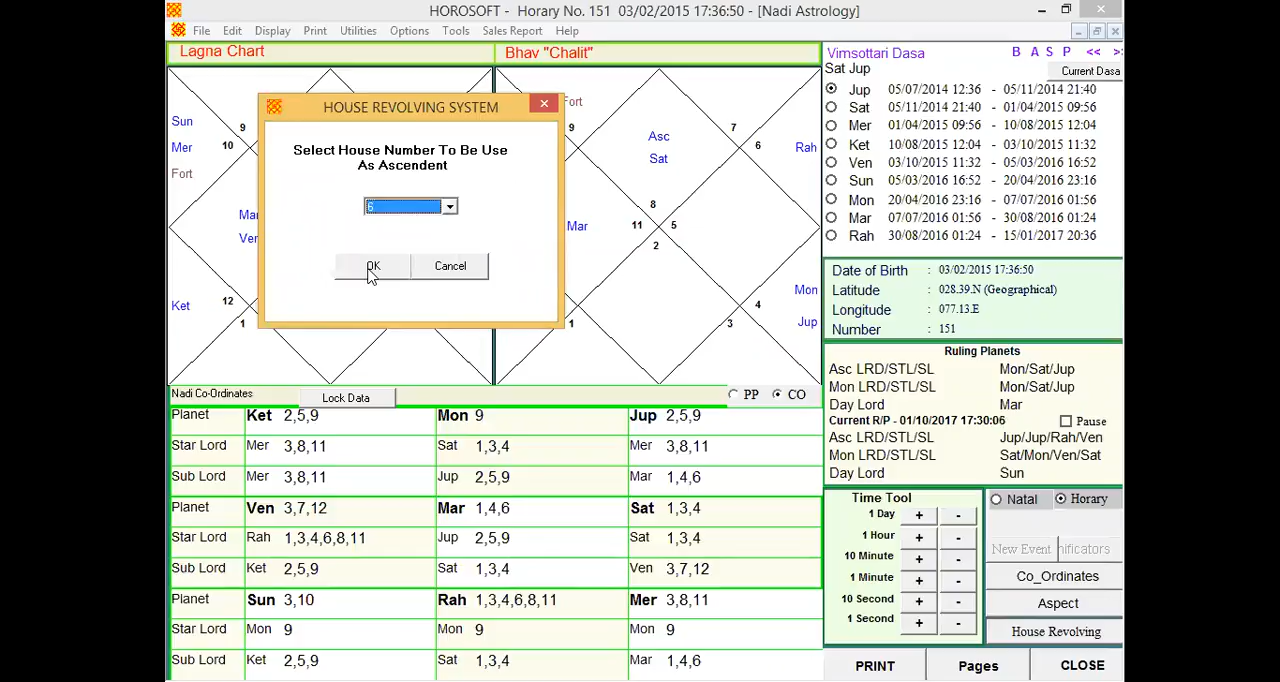 HOROSOFT - Horary No. 151 03/02/2015 17:36:50 - [Nadi Astrology]
File Edit Display Print Utilities Options Tools Sales Report Help
Lagna Chart
Bhav "Chalit"
Sun
Mer
Fort
9
10
Ket
12
1
HOUSE REVOLVING SYSTEM
Select House Number To Be Use
As Ascendent
6
OK Cancel
Fort
9
Asc
Sat
7
6
Rah
Mar
8
11 5
2
Mon
Jup
4
3
1
Vimsottari Dasa B A S P <<
Sat Jup
Current Dasa
Jup 05/07/2014 12:36 - 05/11/2014 21:40
Sat 05/11/2014 21:40 - 01/04/2015 09:56
Mer 01/04/2015 09:56 - 10/08/2015 12:04
Ket 10/08/2015 12:04 - 03/10/2015 11:32
Ven 03/10/2015 11:32 - 05/03/2016 16:52
Sun 05/03/2016 16:52 - 20/04/2016 23:16
Mon 20/04/2016 23:16 - 07/07/2016 01:56
Mar 07/07/2016 01:56 - 30/08/2016 01:24
Rah 30/08/2016 01:24 - 15/01/2017 20:36
Date of Birth : 03/02/2015 17:36:50
Latitude : 028.39.N (Geographical)
Longitude : 077.13.E
Number : 151
Ruling Planets
Asc LRD/STL/SL Mon/Sat/Jup
Mon LRD/STL/SL Mon/Sat/Jup
Day Lord Mar
Current R/P - 01/10/2017 17:30:06 Pause
Asc LRD/STL/SL Jup/Jup/Rah/Ven
Mon LRD/STL/SL Sat/Mon/Ven/Sat
Day Lord Sun
Nadi Co-Ordinates Lock Data PP CO
Planet Ket 2,5,9 Mon 9 Jup 2,5,9
Star Lord Mer 3,8,11 Sat 1,3,4 Mer 3,8,11
Sub Lord Mer 3,8,11 Jup 2,5,9 Mar 1,4,6
Planet Ven 3,7,12 Mar 1,4,6 Sat 1,3,4
Star Lord Rah 1,3,4,6,8,11 Jup 2,5,9 Sat 1,3,4
Sub Lord Ket 2,5,9 Sat 1,3,4 Ven 3,7,12
Planet Sun 3,10 Rah 1,3,4,6,8,11 Mer 3,8,11
Star Lord Mon 9 Mon 9 Mon 9
Sub Lord Ket 2,5,9 Sat 1,3,4 Mar 1,4,6
Time Tool
1 Day + -
1 Hour + -
10 Minute + -
1 Minute + -
10 Second + -
1 Second + -
Natal Horary
New Event nificators
Co_Ordinates
Aspect
House Revolving
PRINT Pages CLOSE